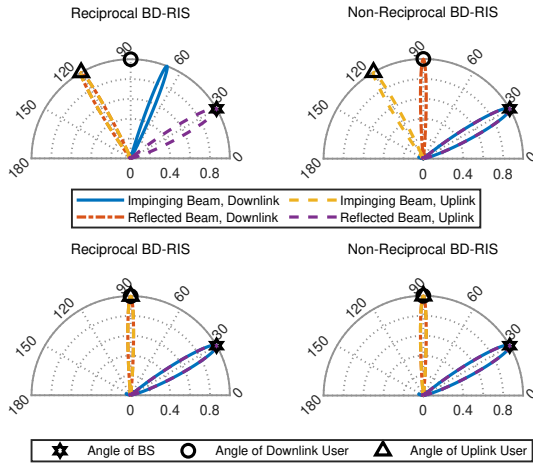 Reciprocal BD-RIS
Non-Reciprocal BD-RIS
90
120
60
150
30
180
0
0 0.4 0.8
90
120
60
150
30
180
0
0 0.4 0.8
Impinging Beam, Downlink
Impinging Beam, Uplink
Reflected Beam, Downlink
Reflected Beam, Uplink
Reciprocal BD-RIS
Non-Reciprocal BD-RIS
90
120
60
150
30
180
0
0 0.4 0.8
90
120
60
150
30
180
0
0 0.4 0.8
Angle of BS
Angle of Downlink User
Angle of Uplink User